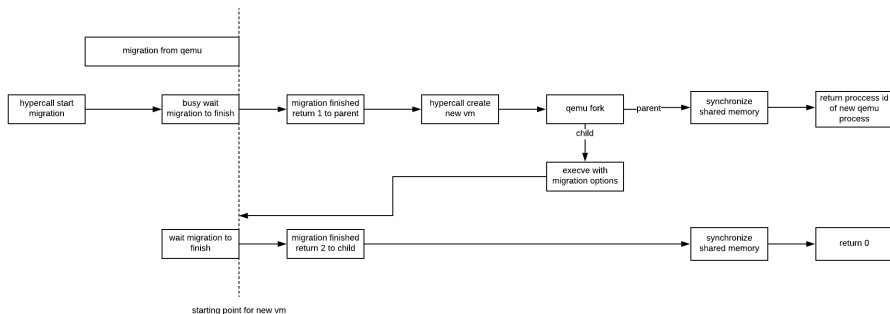 migration from qemu
hypercall start
migration
busy wait
migration to finish
migration finished
return 1 to parent
hypercall create
new vm
qemu fork
parent
synchronize
shared memory
return proccess id
of new qemu
process
child
execve with
migration options
wait migration to
finish
migration finished
return 2 to child
synchronize
shared memory
return 0
starting point for new vm